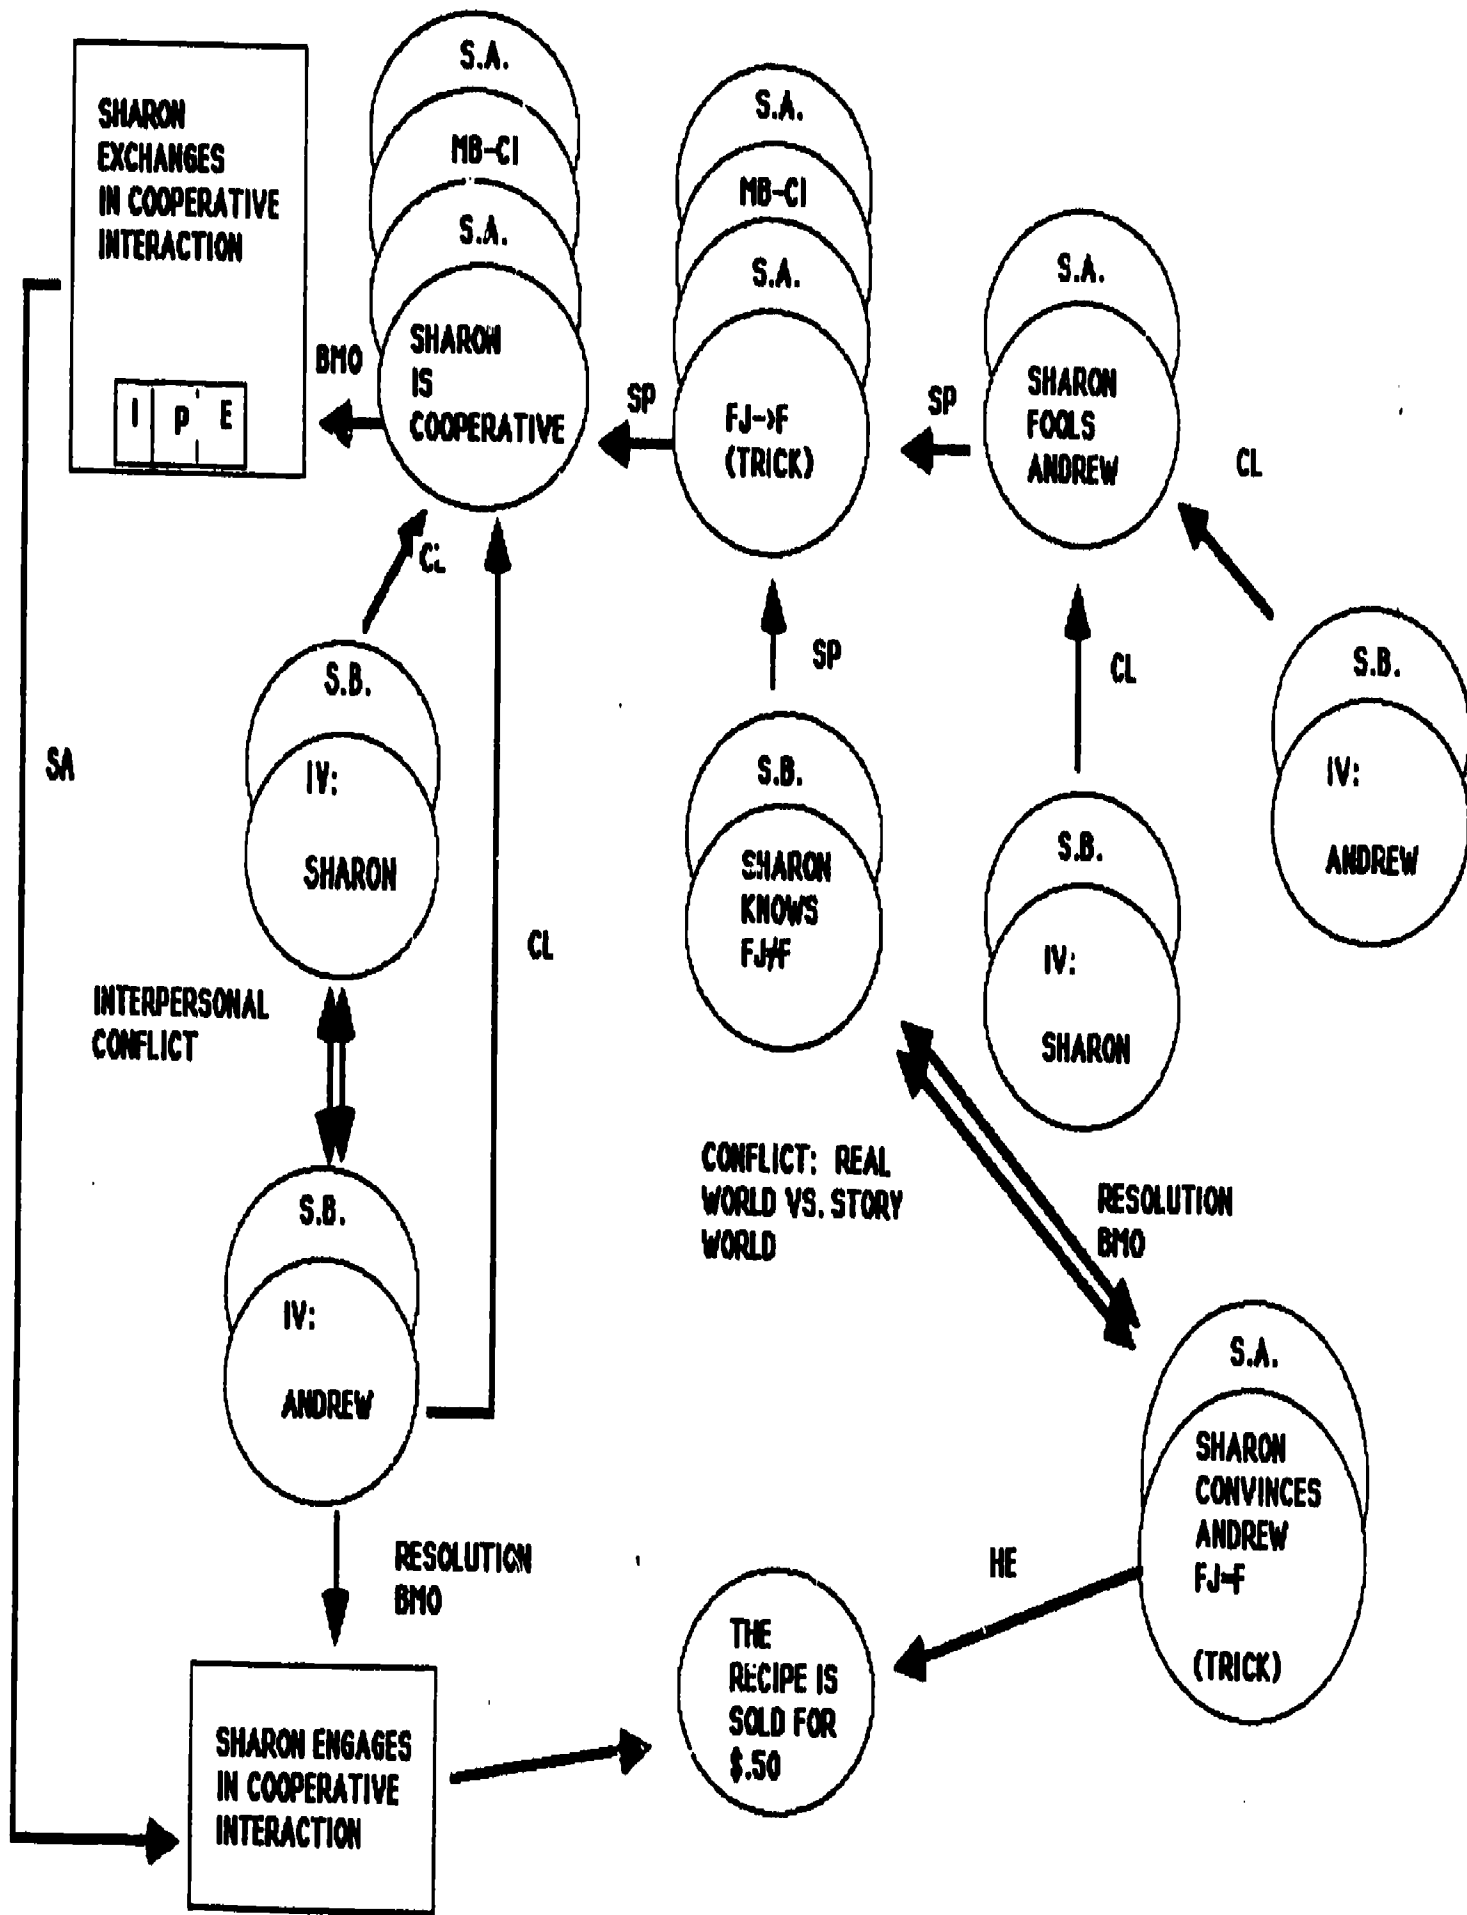 SHARON
EXCHANGES
IN COOPERATIVE
INTERACTION
I P E
BMO
S.A.
MB-CI
S.A.
SHARON
IS
COOPERATIVE
SP
S.A.
MB-CI
S.A.
FJ->F
(TRICK)
SP
S.A.
SHARON
FOOLS
ANDREW
CL
CL
S.B.
IV:
SHARON
SA
CL
INTERPERSONAL
CONFLICT
S.B.
IV:
ANDREW
RESOLUTION
BMO
SHARON ENGAGES
IN COOPERATIVE
INTERACTION
SP
S.B.
SHARON
KNOWS
FJ≠F
CL
S.B.
IV:
SHARON
S.B.
IV:
ANDREW
CONFLICT: REAL
WORLD VS. STORY
WORLD
RESOLUTION
BMO
S.A.
SHARON
CONVINCES
ANDREW
FJ=F
(TRICK)
HE
THE
RECIPE IS
SOLD FOR
$.50